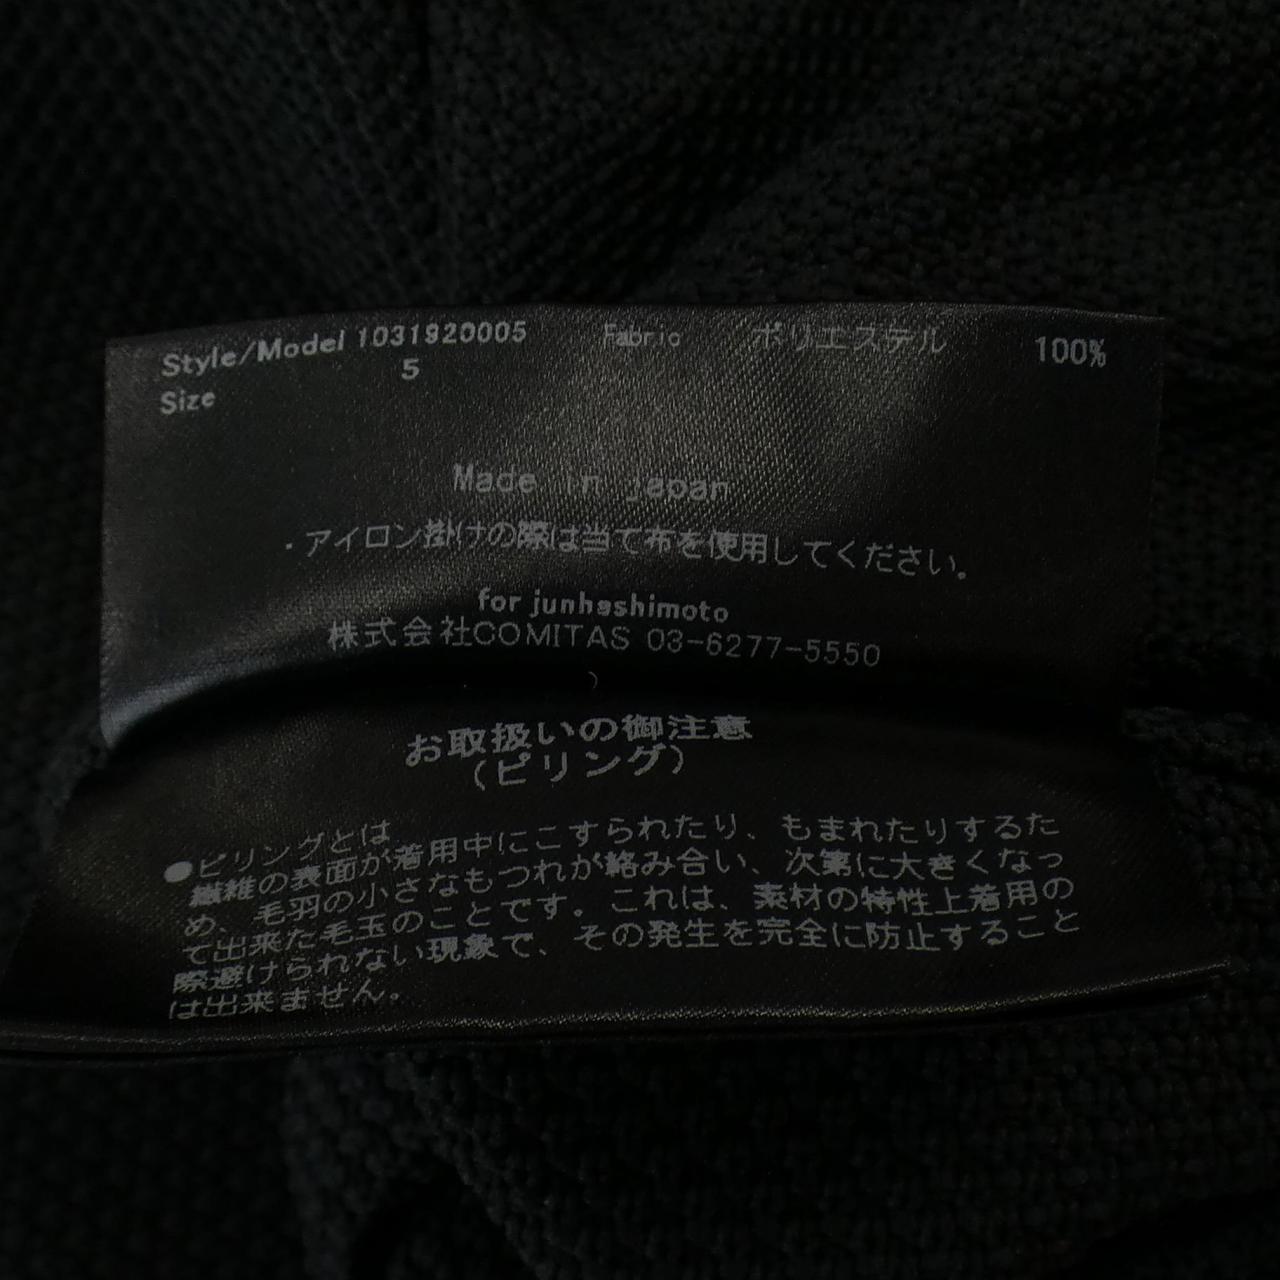 Style/Model 1031920005 Fabric ポリエステル 100%
Size 5
Made in Japan
・アイロン掛けの際は当て布を使用してください。
for junhashimoto
株式会社COMITAS 03-6277-5550
お取扱いの御注意
(ピリング)
●ピリングとは
繊維の表面が着用中にこすられたり、もまれたりするた
め、毛羽の小さなもつれが絡み合い、次第に大きくなっ
て出来た毛玉のことです。これは、素材の特性上着用の
際避けられない現象で、その発生を完全に防止すること
は出来ません。